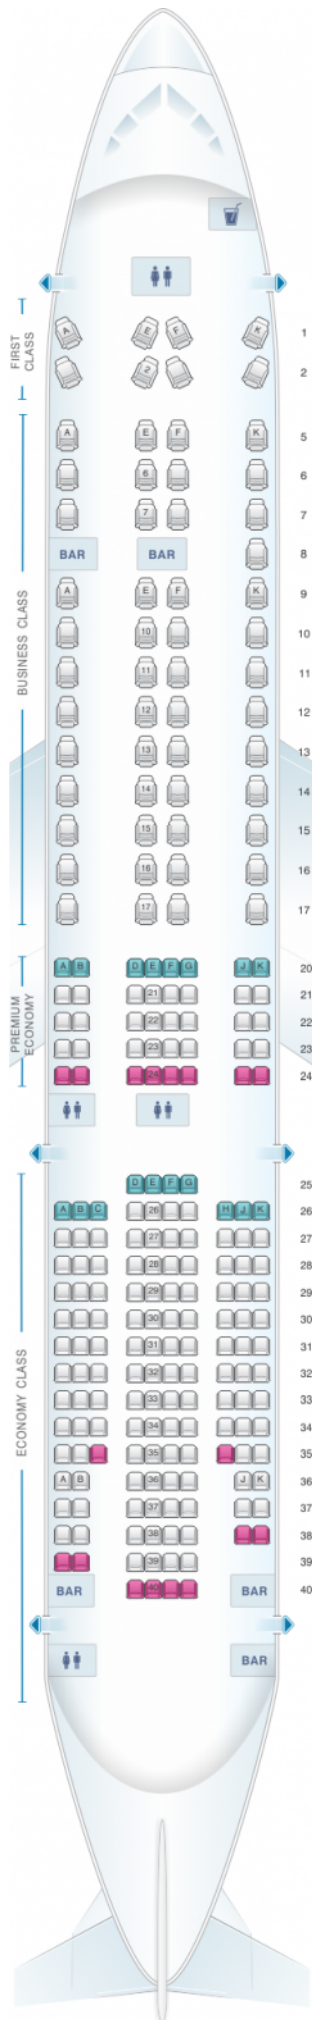 FIRST CLASS
A E F K 1
2 2
BUSINESS CLASS
A E F K 5
6 6
7 7
BAR BAR 8
A E F K 9
10 10
11 11
12 12
13 13
14 14
15 15
16 16
17 17
PREMIUM ECONOMY
A B D E F G J K 20
21 21
22 22
23 23
24 24
ECONOMY CLASS
D E F G 25
A B C 26 H J K 26
27 27
28 28
29 29
30 30
31 31
32 32
33 33
34 34
35 35
A B 36 J K 36
37 37
38 38
39 39
BAR 40 BAR 40
BAR